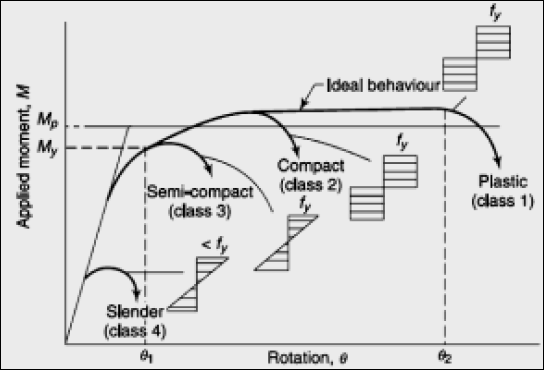 f_y
Ideal behaviour
Applied moment, M
M_p
M_y
f_y
Compact
(class 2)
Plastic
(class 1)
Semi-compact
(class 3)
f_y
< f_y
Slender
(class 4)
θ_1
Rotation, θ
θ_2